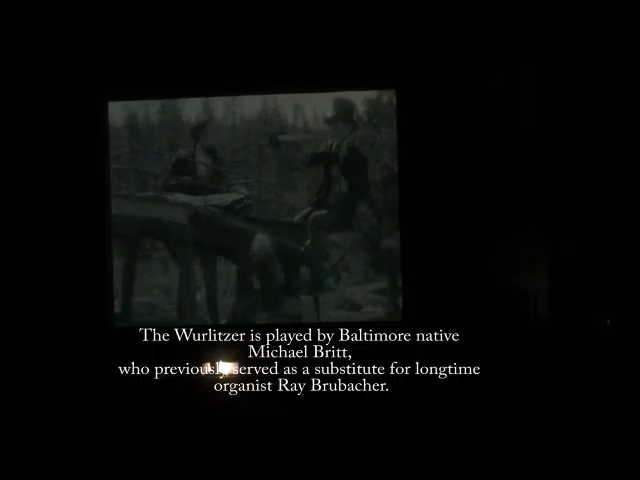 The Wurlitzer is played by Baltimore native
Michael Britt,
who previously served as a substitute for longtime
organist Ray Brubacher.